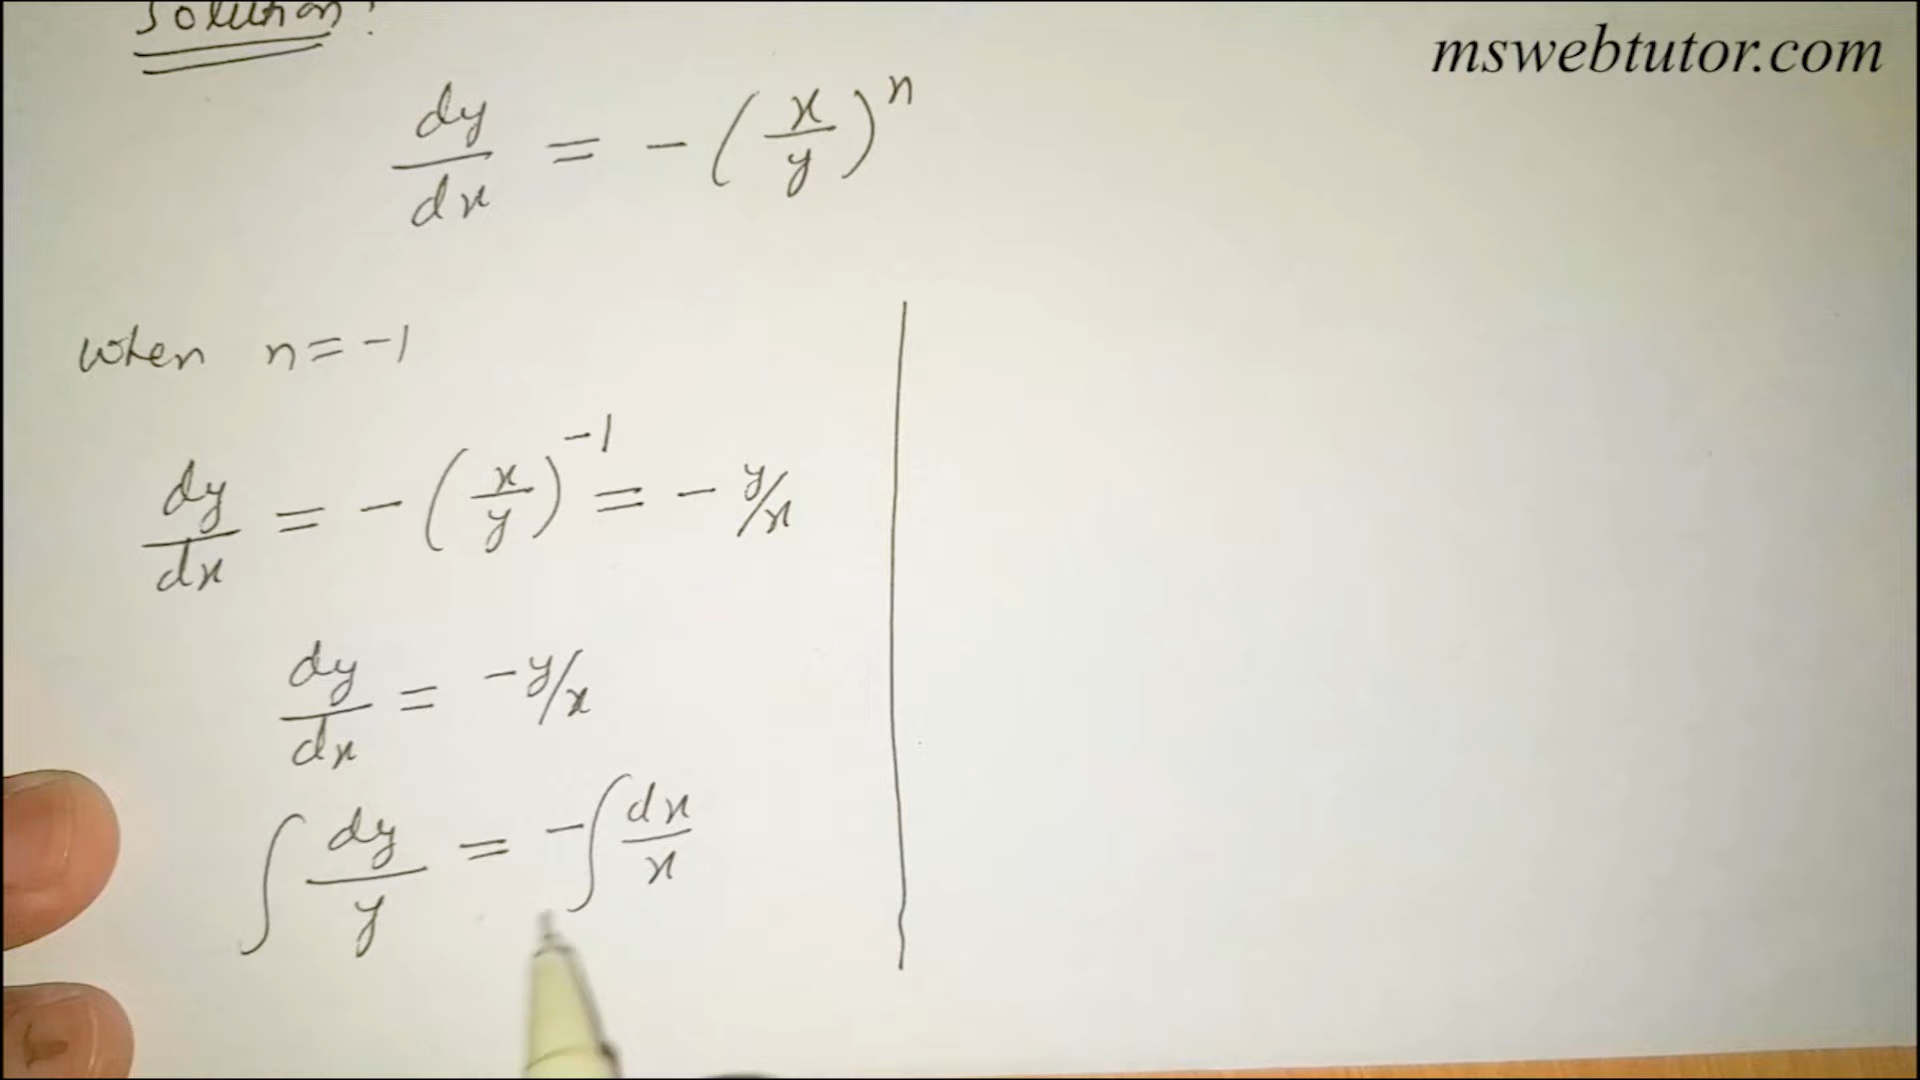 Solution:
mswebtutor.com
dy/dx = -(x/y)^n
when n = -1
dy/dx = -(x/y)^-1 = -y/x
dy/dx = -y/x
∫ dy/y = -∫ dx/x